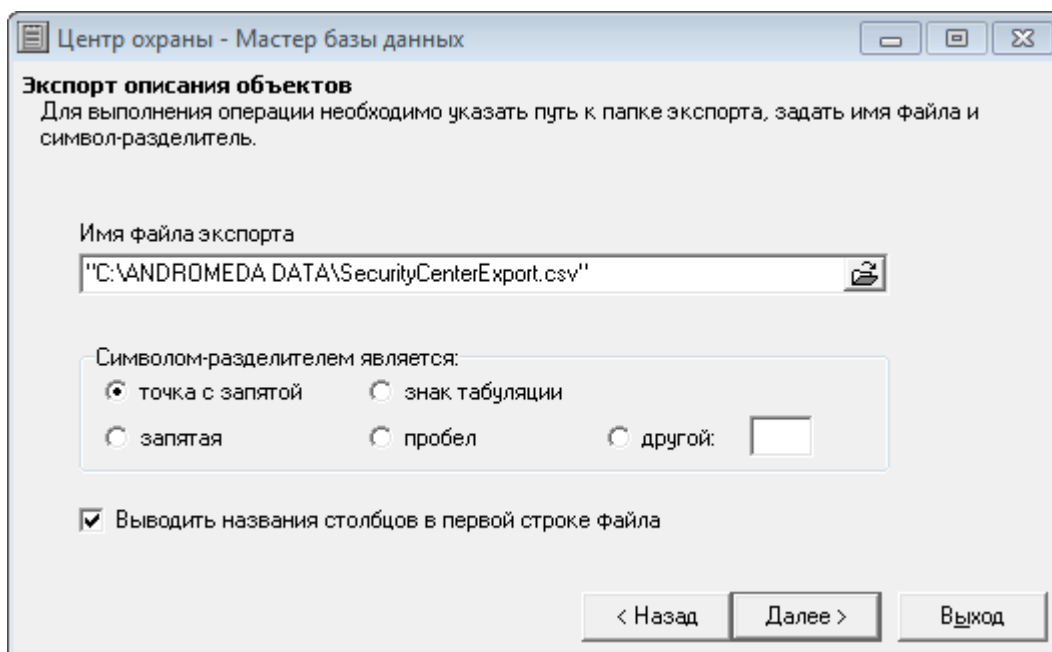 Центр охраны - Мастер базы данных
Экспорт описания объектов
Для выполнения операции необходимо указать путь к папке экспорта, задать имя файла и
символ-разделитель.
Имя файла экспорта
"C:\ANDROMEDA DATA\SecurityCenterExport.csv"
Символом-разделителем является:
точка с запятой знак табуляции
запятая пробел другой:
Выводить названия столбцов в первой строке файла
< Назад Далее > Выход